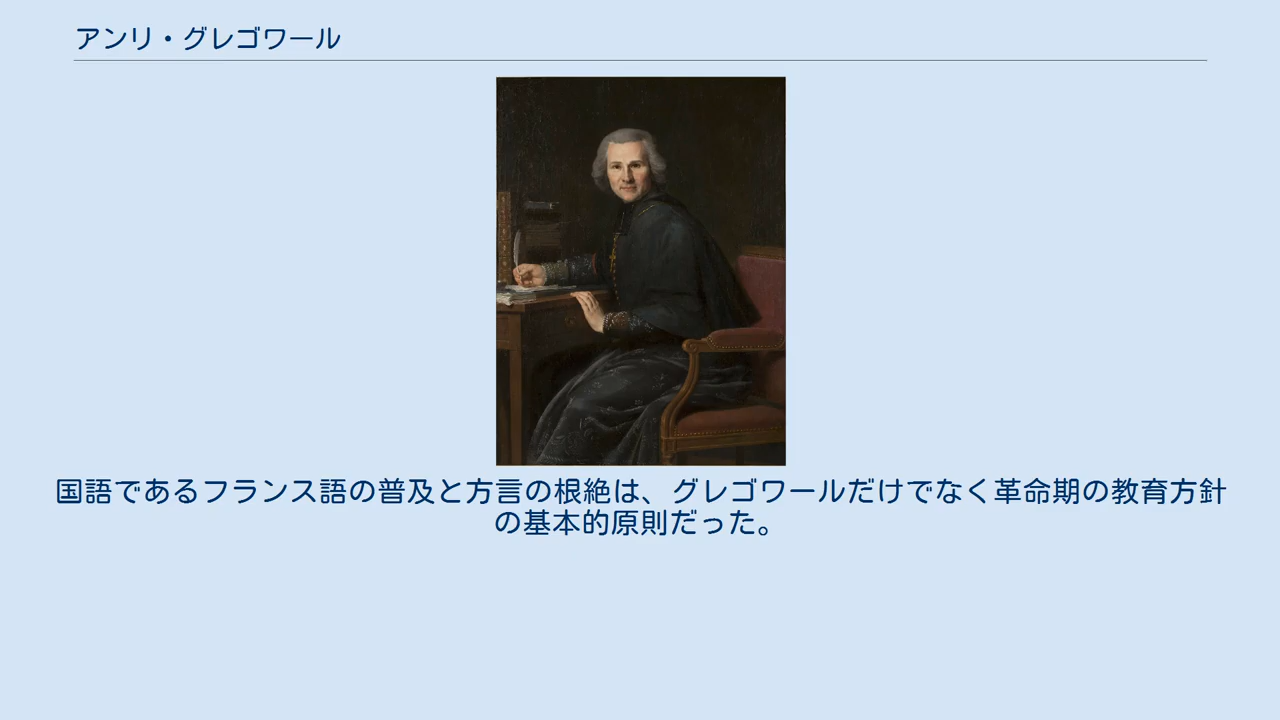 アンリ・グレゴワール
国語であるフランス語の普及と方言の根絶は、グレゴワールだけでなく革命期の教育方針
の基本的原則だった。